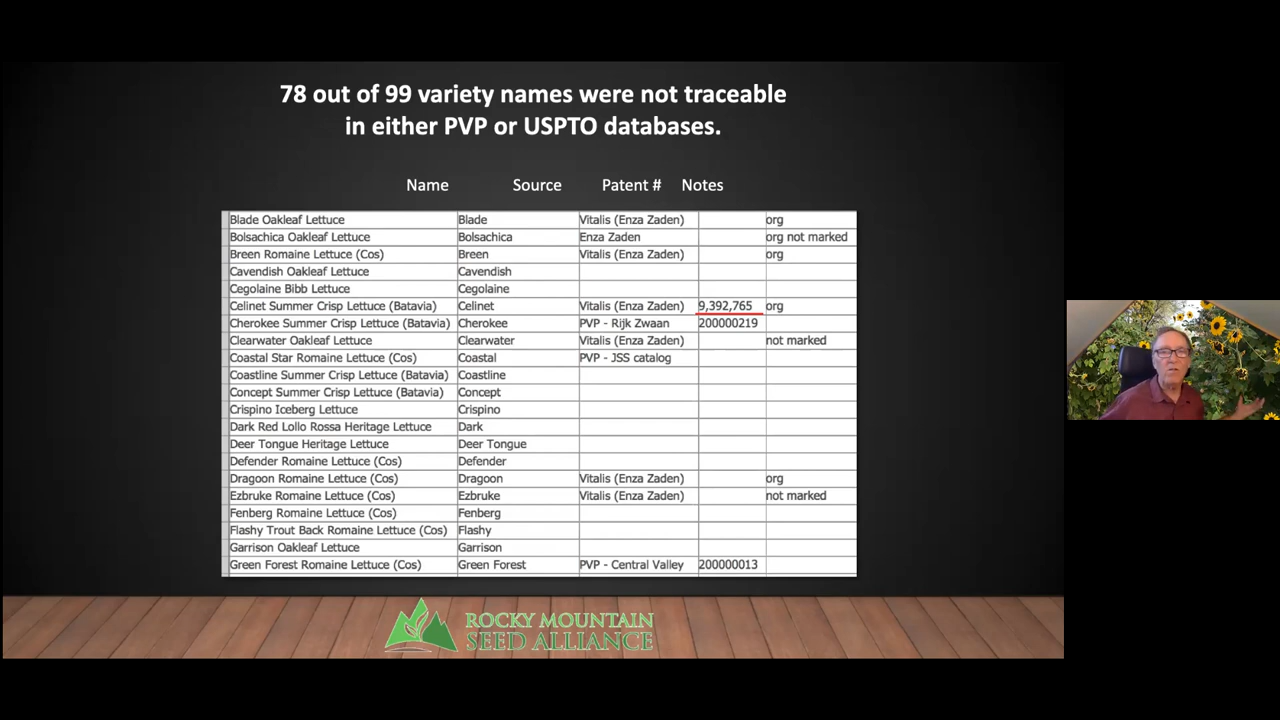 78 out of 99 variety names were not traceable
in either PVP or USPTO databases.
Name Source Patent # Notes
Blade Oakleaf Lettuce Blade Vitalis (Enza Zaden) org
Bolsachica Oakleaf Lettuce Bolsachica Enza Zaden org not marked
Breen Romaine Lettuce (Cos) Breen Vitalis (Enza Zaden) org
Cavendish Oakleaf Lettuce Cavendish
Cegolaine Bibb Lettuce Cegolaine
Celinet Summer Crisp Lettuce (Batavia) Celinet Vitalis (Enza Zaden) 9,392,765 org
Cherokee Summer Crisp Lettuce (Batavia) Cherokee PVP - Rijk Zwaan 200000219
Clearwater Oakleaf Lettuce Clearwater Vitalis (Enza Zaden) not marked
Coastal Star Romaine Lettuce (Cos) Coastal PVP - JSS catalog
Coastline Summer Crisp Lettuce (Batavia) Coastline
Concept Summer Crisp Lettuce (Batavia) Concept
Crispino Iceberg Lettuce Crispino
Dark Red Lollo Rossa Heritage Lettuce Dark
Deer Tongue Heritage Lettuce Deer Tongue
Defender Romaine Lettuce (Cos) Defender
Dragoon Romaine Lettuce (Cos) Dragoon Vitalis (Enza Zaden) org
Ezbruke Romaine Lettuce (Cos) Ezbruke Vitalis (Enza Zaden) not marked
Fenberg Romaine Lettuce (Cos) Fenberg
Flashy Trout Back Romaine Lettuce (Cos) Flashy
Garrison Oakleaf Lettuce Garrison
Green Forest Romaine Lettuce (Cos) Green Forest PVP - Central Valley 200000013
ROCKY MOUNTAIN
SEED ALLIANCE